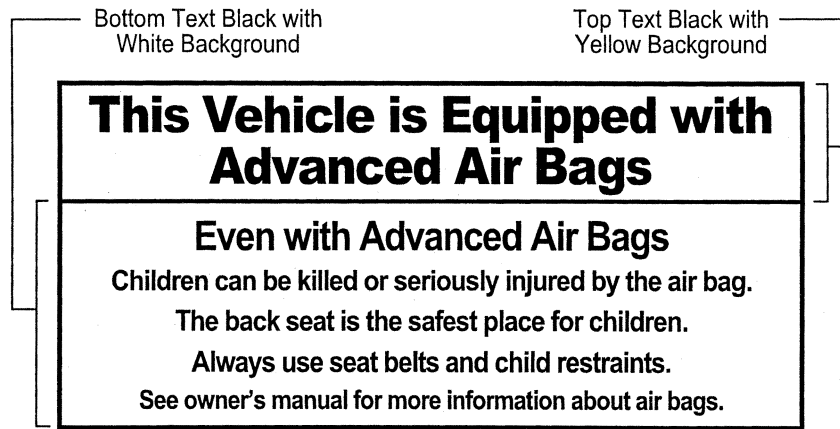 Bottom Text Black with
White Background
Top Text Black with
Yellow Background
This Vehicle is Equipped with
Advanced Air Bags
Even with Advanced Air Bags
Children can be killed or seriously injured by the air bag.
The back seat is the safest place for children.
Always use seat belts and child restraints.
See owner's manual for more information about air bags.